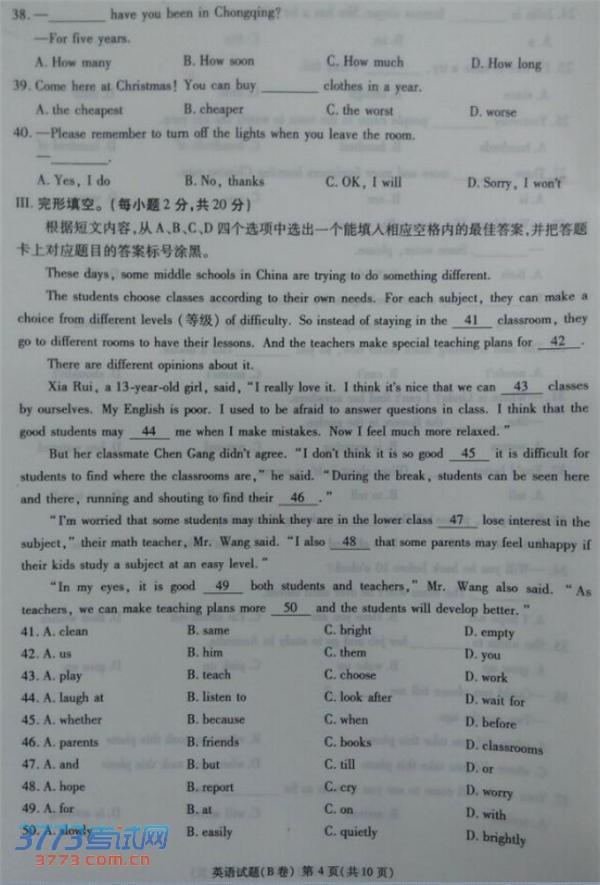 38. —________ have you been in Chongqing?
—For five years.
A. How many B. How soon C. How much D. How long
39. Come here at Christmas! You can buy ________ clothes in a year.
A. the cheapest B. cheaper C. the worst D. worse
40. —Please remember to turn off the lights when you leave the room.
—________.
A. Yes, I do B. No, thanks C. OK, I will D. Sorry, I won't
III. 完形填空。(每小题2分,共20分)
根据短文内容,从A、B、C、D四个选项中选出一个能填入相应空格内的最佳答案,并把答题
卡上对应题目的答案标号涂黑。
These days, some middle schools in China are trying to do something different.
The students choose classes according to their own needs. For each subject, they can make a
choice from different levels (等级) of difficulty. So instead of staying in the 41 classroom, they
go to different rooms to have their lessons. And the teachers make special teaching plans for 42 .
There are different opinions about it.
Xia Rui, a 13-year-old girl, said, "I really love it. I think it's nice that we can 43 classes
by ourselves. My English is poor. I used to be afraid to answer questions in class. I think that the
good students may 44 me when I make mistakes. Now I feel much more relaxed."
But her classmate Chen Gang didn't agree. "I don't think it is so good 45 it is difficult for
students to find where the classrooms are," he said. "During the break, students can be seen here
and there, running and shouting to find their 46 ."
"I'm worried that some students may think they are in the lower class 47 lose interest in the
subject," their math teacher, Mr. Wang said. "I also 48 that some parents may feel unhappy if
their kids study a subject at an easy level."
"In my eyes, it is good 49 both students and teachers," Mr. Wang also said. "As
teachers, we can make teaching plans more 50 and the students will develop better."
41. A. clean B. same C. bright D. empty
42. A. us B. him C. them D. you
43. A. play B. teach C. choose D. work
44. A. laugh at B. listen to C. look after D. wait for
45. A. whether B. because C. when D. before
46. A. parents B. friends C. books D. classrooms
47. A. and B. but C. till D. or
48. A. hope B. report C. cry D. worry
49. A. for B. at C. on D. with
50. A. slowly B. easily C. quietly D. brightly
3773考试网
3773.com.cn
英语试题(B卷) 第4页(共10页)